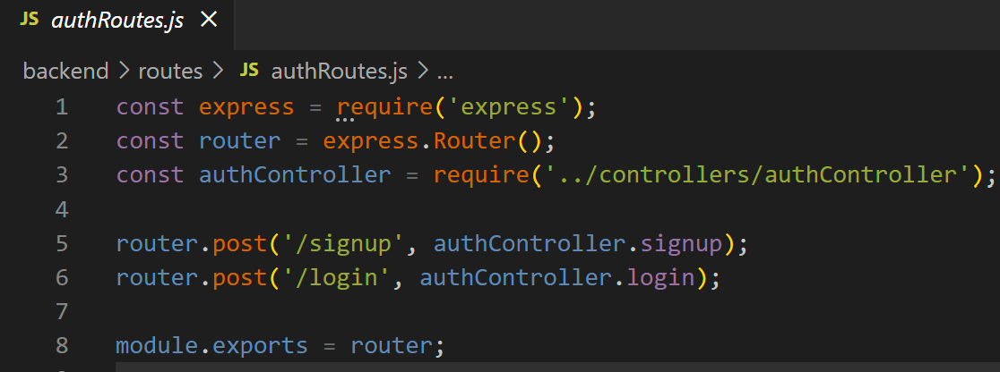 JS authRoutes.js ×
backend > routes > JS authRoutes.js > ...
1 const express = require('express');
2 const router = express.Router();
3 const authController = require('../controllers/authController');
4
5 router.post('/signup', authController.signup);
6 router.post('/login', authController.login);
7
8 module.exports = router;